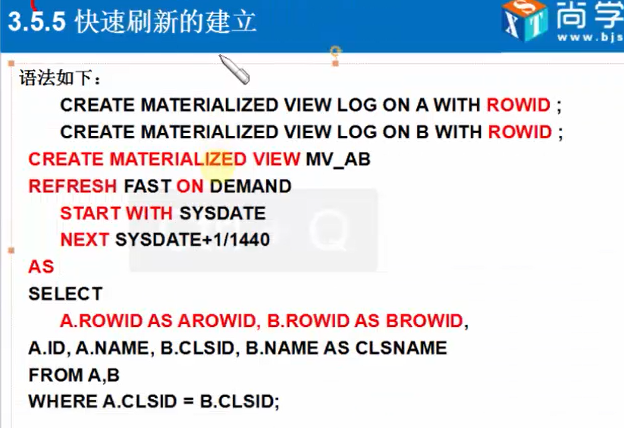 3.5.5 快速刷新的建立
尚学
www.bjs
语法如下：
CREATE MATERIALIZED VIEW LOG ON A WITH ROWID ;
CREATE MATERIALIZED VIEW LOG ON B WITH ROWID ;
CREATE MATERIALIZED VIEW MV_AB
REFRESH FAST ON DEMAND
START WITH SYSDATE
NEXT SYSDATE+1/1440
AS
SELECT
A.ROWID AS AROWID, B.ROWID AS BROWID,
A.ID, A.NAME, B.CLSID, B.NAME AS CLSNAME
FROM A,B
WHERE A.CLSID = B.CLSID;